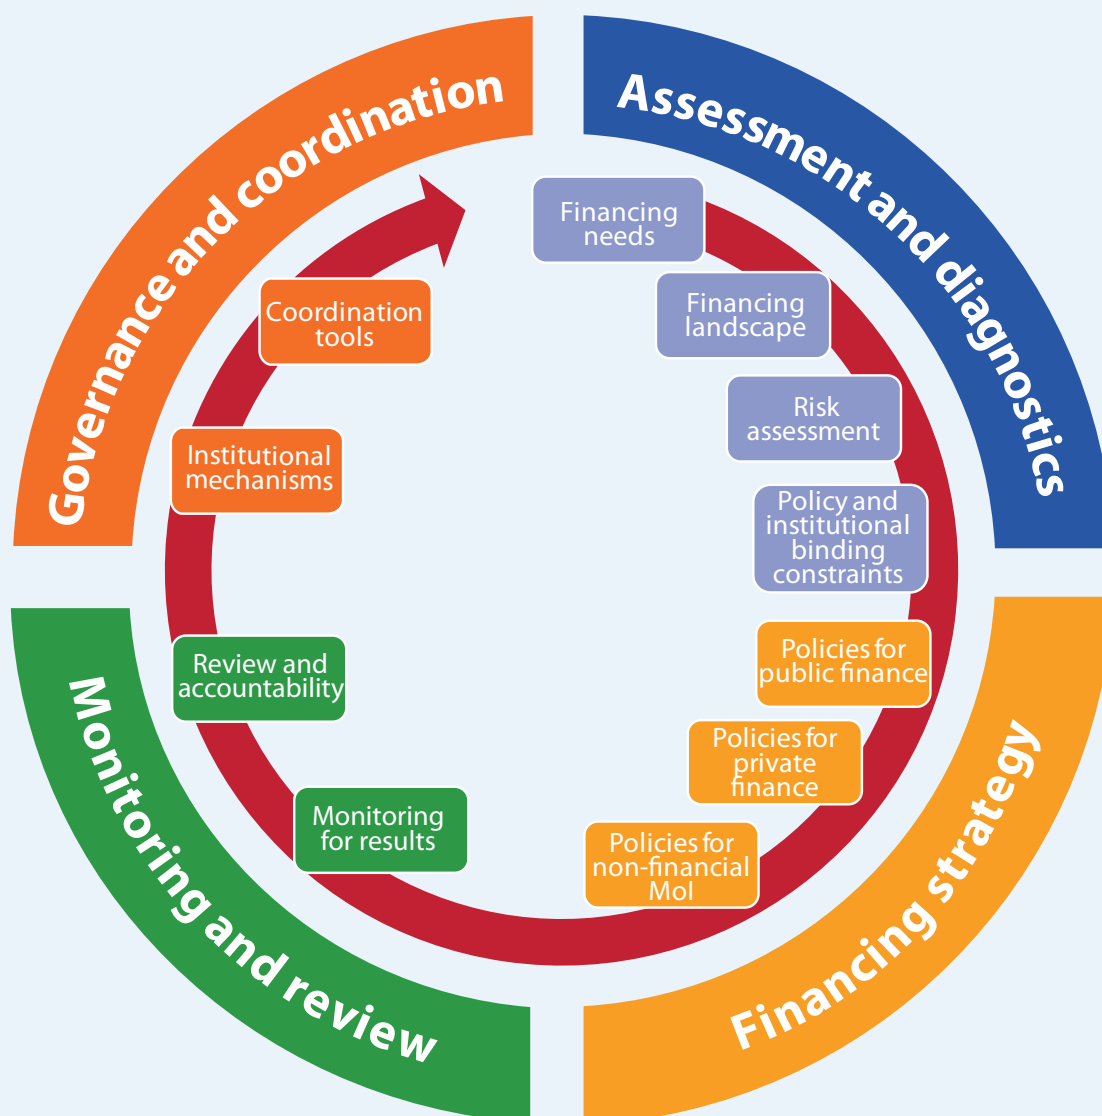 Governance and coordination
Assessment and diagnostics
Financing
needs
Financing
landscape
Risk
assessment
Policy and
institutional
binding
constraints
Policies for
public finance
Policies for
private
finance
Policies for
non-financial
MoI
Financing strategy
Monitoring
for results
Review and
accountability
Monitoring and review
Institutional
mechanisms
Coordination
tools